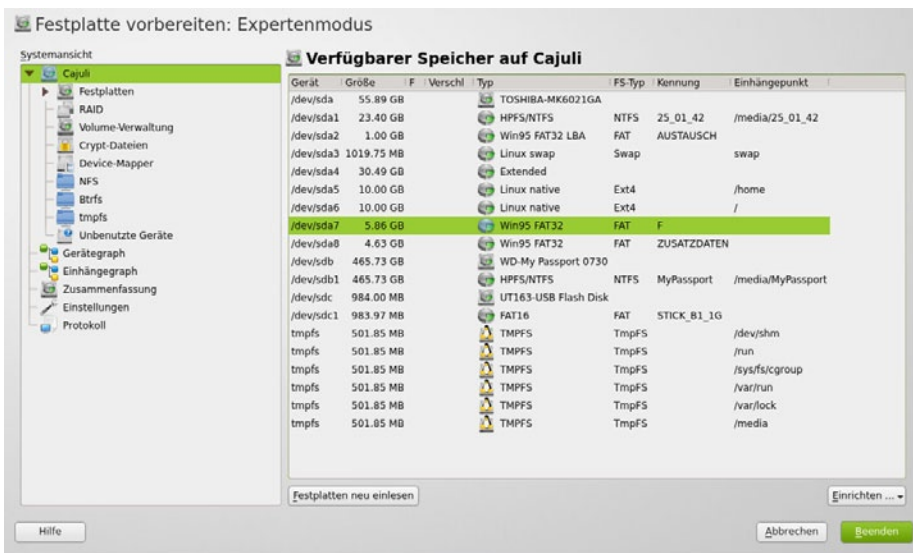 Festplatte vorbereiten: Expertenmodus
Systemansicht
Cajuli
Festplatten
RAID
Volume-Verwaltung
Crypt-Dateien
Device-Mapper
NFS
Btrfs
tmpfs
Unbenutzte Geräte
Gerätegraph
Einhängegraph
Zusammenfassung
Einstellungen
Protokoll
Verfügbarer Speicher auf Cajuli
Gerät Größe F Verschl Typ FS-Typ Kennung Einhängepunkt
/dev/sda 55.89 GB TOSHIBA-MK6021GA
/dev/sda1 23.40 GB HPFS/NTFS NTFS 25_01_42 /media/25_01_42
/dev/sda2 1.00 GB Win95 FAT32 LBA FAT AUSTAUSCH
/dev/sda3 1019.75 MB Linux swap Swap swap
/dev/sda4 30.49 GB Extended
/dev/sda5 10.00 GB Linux native Ext4 /home
/dev/sda6 10.00 GB Linux native Ext4 /
/dev/sda7 5.86 GB Win95 FAT32 FAT F
/dev/sda8 4.63 GB Win95 FAT32 FAT ZUSATZDATEN
/dev/sdb 465.73 GB WD-My Passport 0730
/dev/sdb1 465.73 GB HPFS/NTFS NTFS MyPassport /media/MyPassport
/dev/sdc 984.00 MB UT163-USB Flash Disk
/dev/sdc1 983.97 MB FAT16 FAT STICK_B1_1G
tmpfs 501.85 MB TMPFS TmpFS /dev/shm
tmpfs 501.85 MB TMPFS TmpFS /run
tmpfs 501.85 MB TMPFS TmpFS /sys/fs/cgroup
tmpfs 501.85 MB TMPFS TmpFS /var/run
tmpfs 501.85 MB TMPFS TmpFS /var/lock
tmpfs 501.85 MB TMPFS TmpFS /media
Festplatten neu einlesen
Einrichten ...
Hilfe
Abbrechen
Beenden